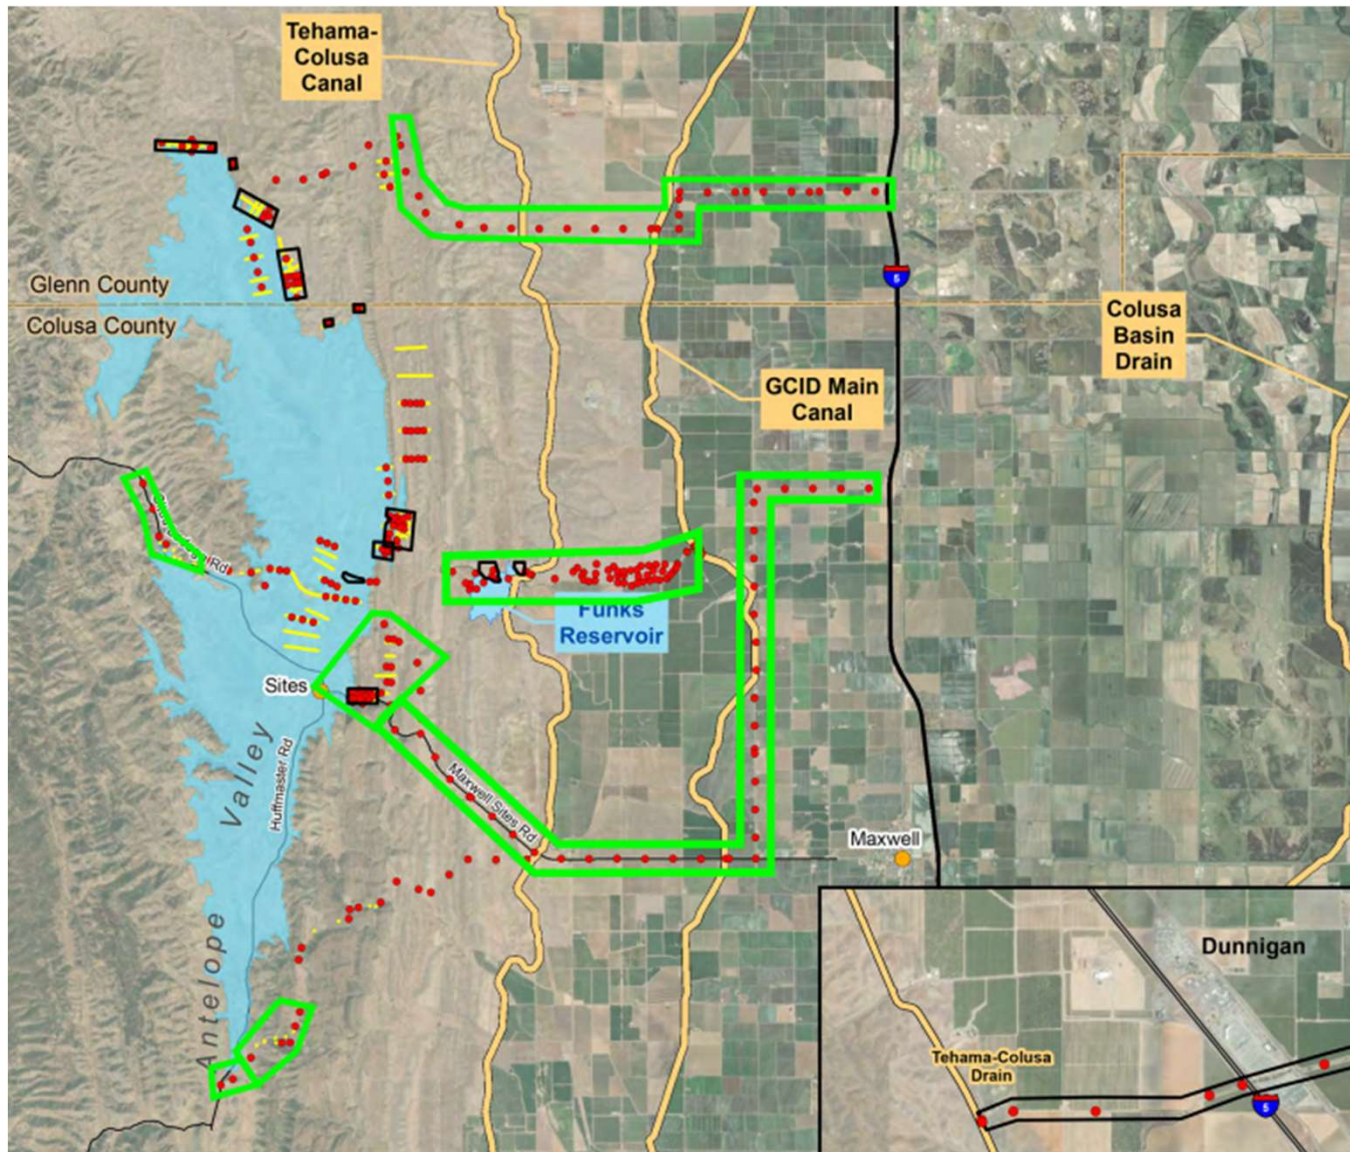 Tehama-
Colusa
Canal
Glenn County
Colusa County
5
Colusa
Basin
Drain
GCID Main
Canal
Rd
Funks
Reservoir
Sites
Valley
Huffmaster Rd
Maxwell Sites Rd
Maxwell
Antelope
Dunnigan
Tehama-Colusa
Drain
5